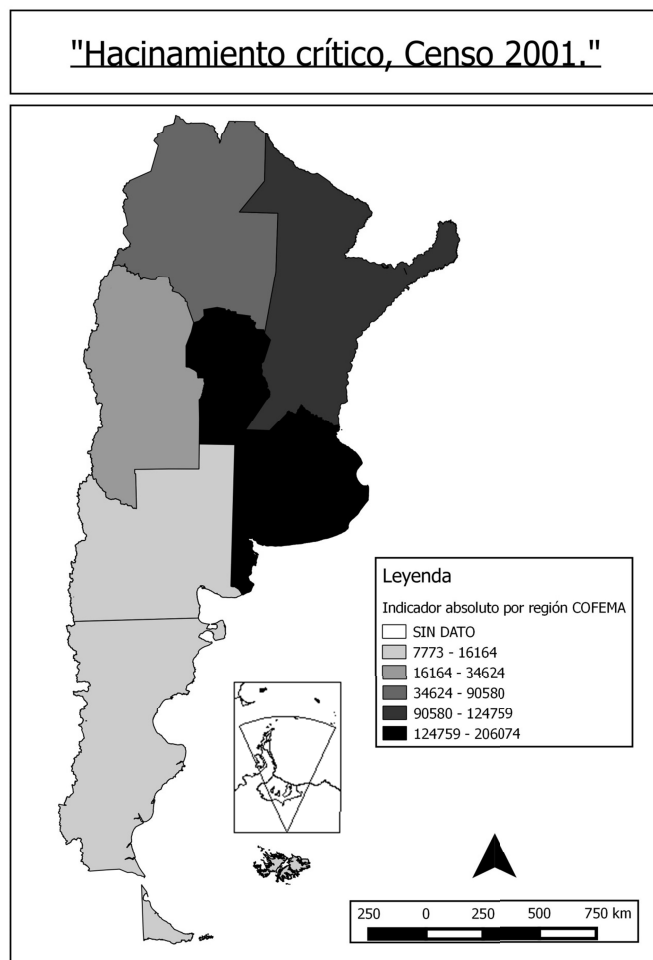 "Hacinamiento crítico, Censo 2001."
Leyenda
Indicador absoluto por región COFEMA
SIN DATO
7773 - 16164
16164 - 34624
34624 - 90580
90580 - 124759
124759 - 206074
250 0 250 500 750 km